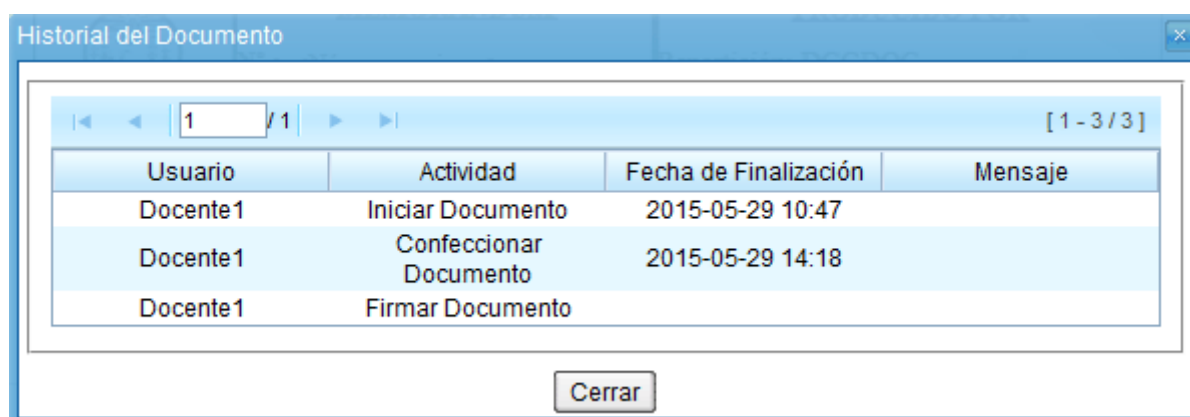 Historial del Documento
1 / 1 [ 1 - 3 / 3 ]
Usuario Actividad Fecha de Finalización Mensaje
Docente1 Iniciar Documento 2015-05-29 10:47
Docente1 Confeccionar Documento 2015-05-29 14:18
Docente1 Firmar Documento
Cerrar